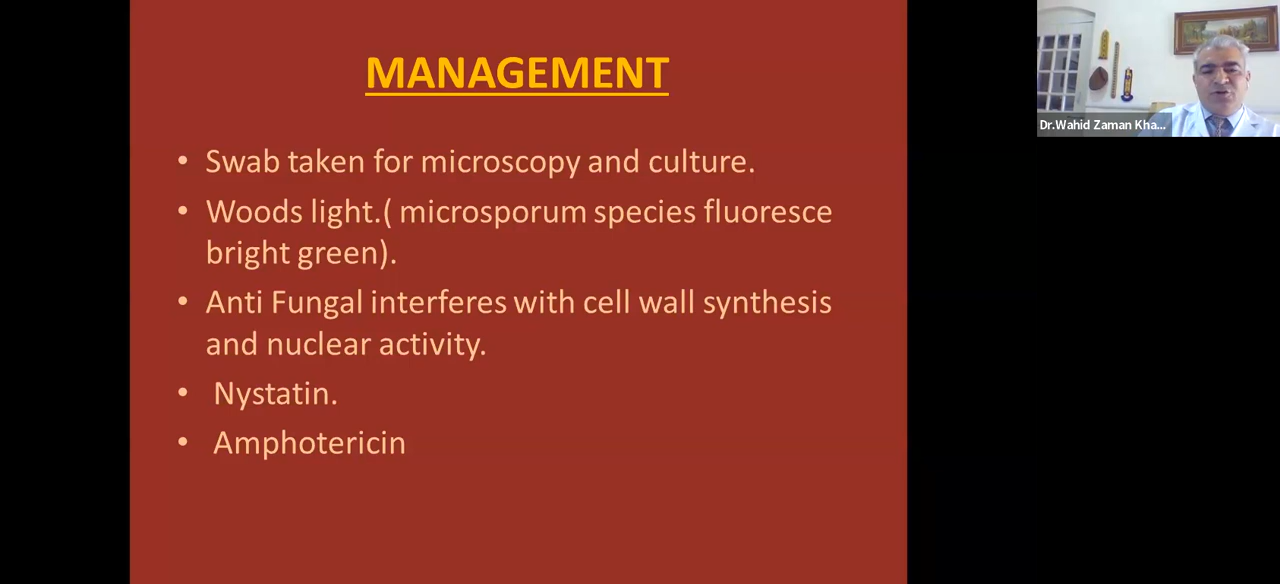 MANAGEMENT
• Swab taken for microscopy and culture.
• Woods light.( microsporum species fluoresce
bright green).
• Anti Fungal interferes with cell wall synthesis
and nuclear activity.
• Nystatin.
• Amphotericin
Dr.Wahid Zaman Kha...